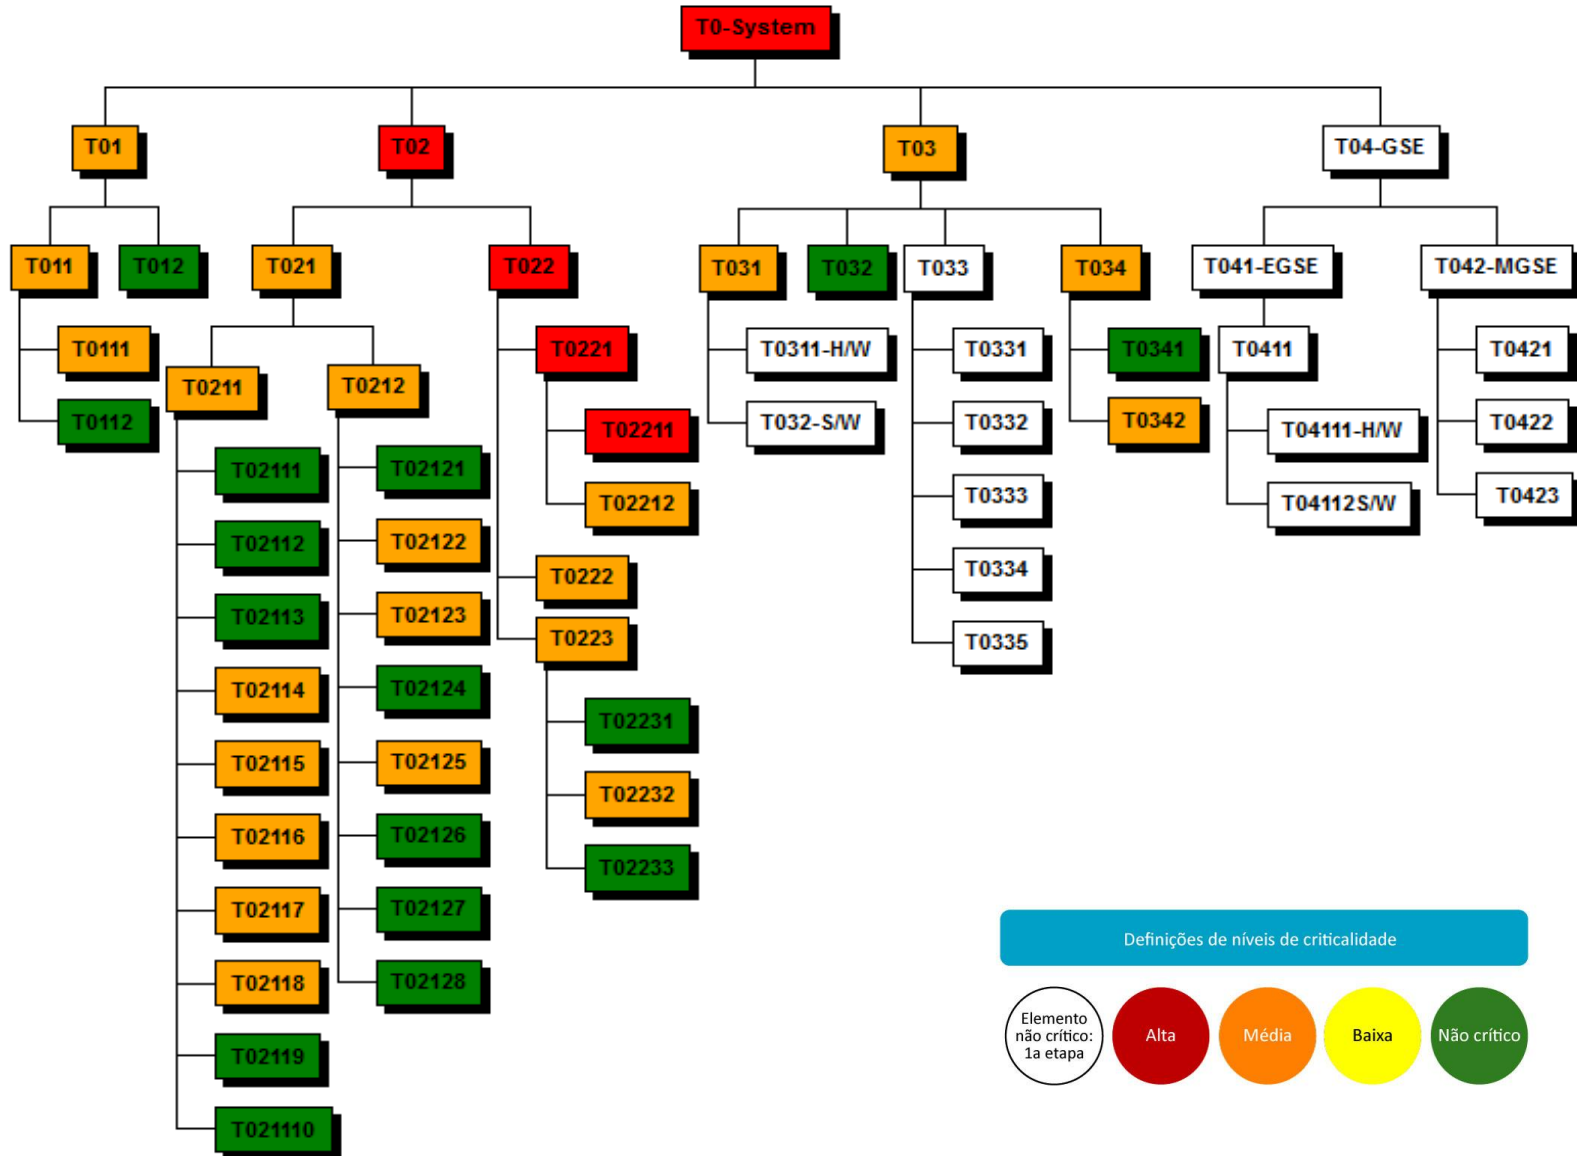 T0-System
T01
T02
T03
T04-GSE
T011
T012
T021
T022
T031
T032
T033
T034
T041-EGSE
T042-MGSE
T0111
T0112
T0211
T0212
T02111
T02112
T02113
T02114
T02115
T02116
T02117
T02118
T02119
T021110
T02121
T02122
T02123
T02124
T02125
T02126
T02127
T02128
T0221
T02211
T02212
T0222
T0223
T02231
T02232
T02233
T0311-H/W
T032-S/W
T0331
T0332
T0333
T0334
T0335
T0341
T0342
T0411
T04111-H/W
T04112S/W
T0421
T0422
T0423
Definições de níveis de criticalidade
Elemento
não crítico:
1a etapa
Alta
Média
Baixa
Não crítico